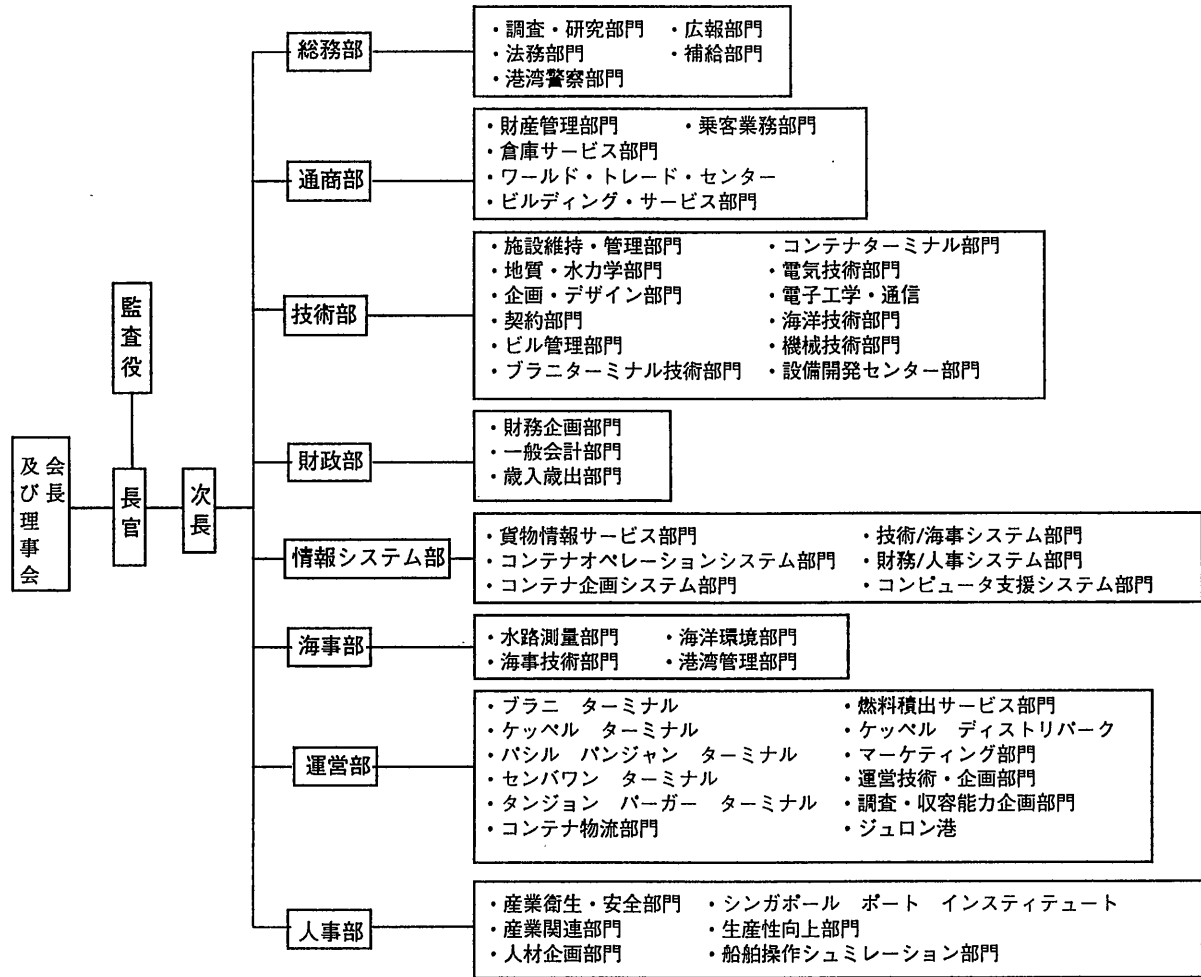 総務部
・調査・研究部門 ・広報部門
・法務部門 ・補給部門
・港湾警察部門
通商部
・財産管理部門 ・乗客業務部門
・倉庫サービス部門
・ワールド・トレード・センター
・ビルディング・サービス部門
技術部
・施設維持・管理部門 ・コンテナターミナル部門
・地質・水力学部門 ・電気技術部門
・企画・デザイン部門 ・電子工学・通信
・契約部門 ・海洋技術部門
・ビル管理部門 ・機械技術部門
・ブラニターミナル技術部門 ・設備開発センター部門
監査役
会長
及び理事会
長官
次長
財政部
・財務企画部門
・一般会計部門
・歳入歳出部門
情報システム部
・貨物情報サービス部門 ・技術/海事システム部門
・コンテナオペレーションシステム部門 ・財務/人事システム部門
・コンテナ企画システム部門 ・コンピュータ支援システム部門
海事部
・水路測量部門 ・海洋環境部門
・海事技術部門 ・港湾管理部門
運営部
・ブラニ ターミナル ・燃料積出サービス部門
・ケッペル ターミナル ・ケッペル ディストリパーク
・パシル パンジャン ターミナル ・マーケティング部門
・センバワン ターミナル ・運営技術・企画部門
・タンジョン パーガー ターミナル ・調査・収容能力企画部門
・コンテナ物流部門 ・ジュロン港
人事部
・産業衛生・安全部門 ・シンガポール ポート インスティテュート
・産業関連部門 ・生産性向上部門
・人材企画部門 ・船舶操作シュミレーション部門